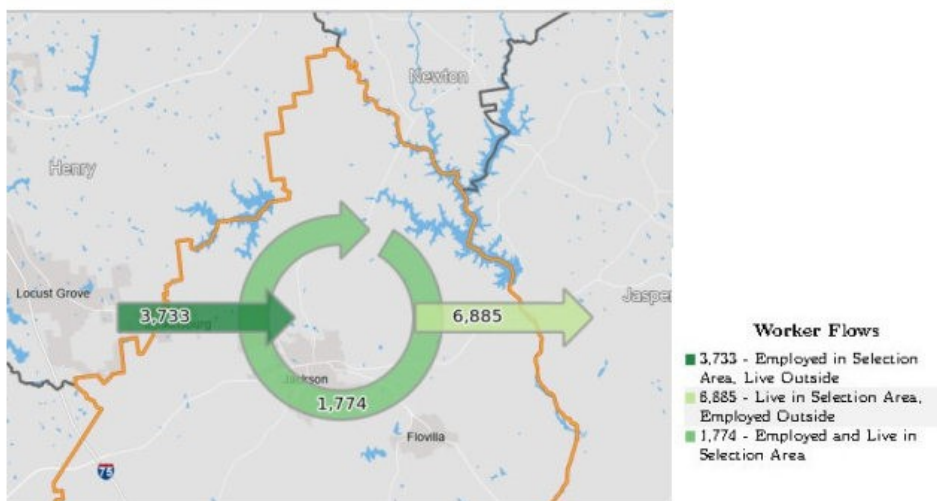 Newton
Henry
Locust Grove
3,733
6,885
Jasper
Jackson
1,774
Flovilla
75
Worker Flows
3,733 - Employed in Selection
Area, Live Outside
6,885 - Live in Selection Area,
Employed Outside
1,774 - Employed and Live in
Selection Area